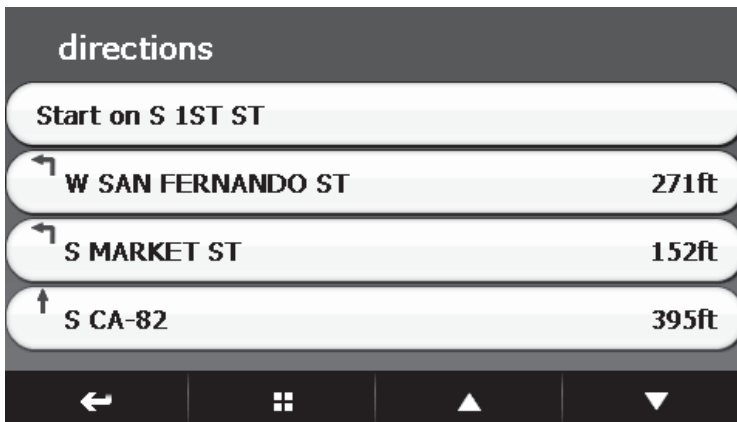 directions
Start on S 1ST ST
W SAN FERNANDO ST 271ft
S MARKET ST 152ft
S CA-82 395ft